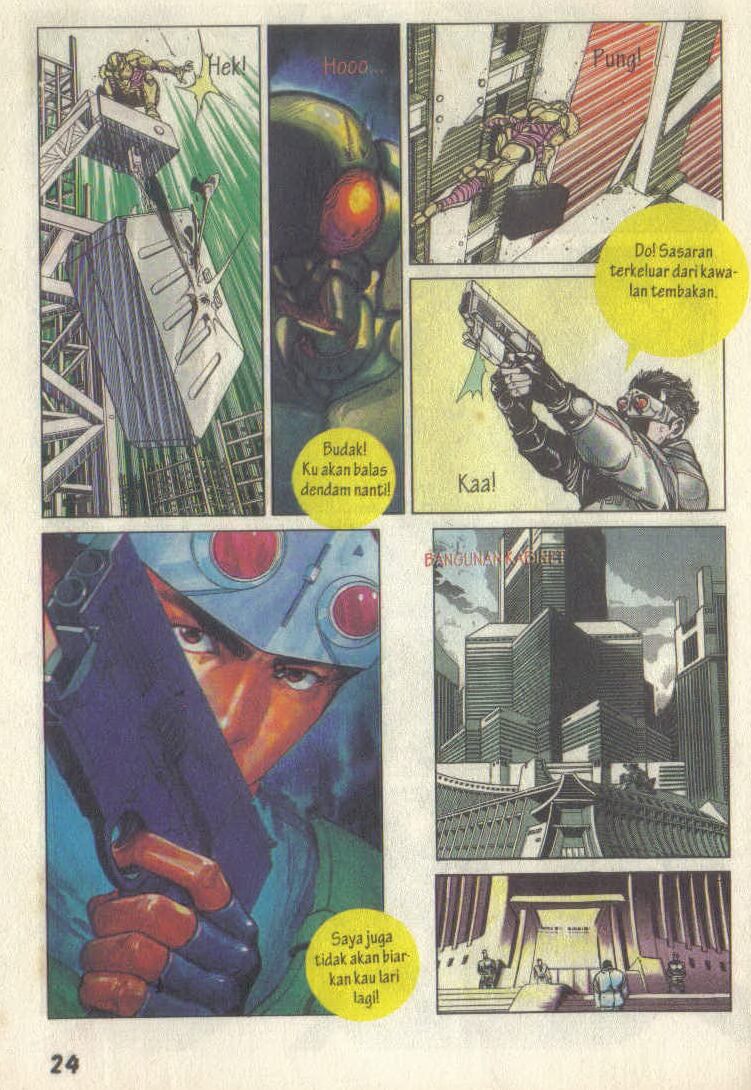 Hek!
Hooo...
Pung!
Do! Sasaran
terkeluar dari kawa-
lan tembakan.
Budak!
Ku akan balas
dendam nanti!
Kaa!
BANGUNAN KABINET
Saya juga
tidak akan biar-
kan kau lari
lagi!
24